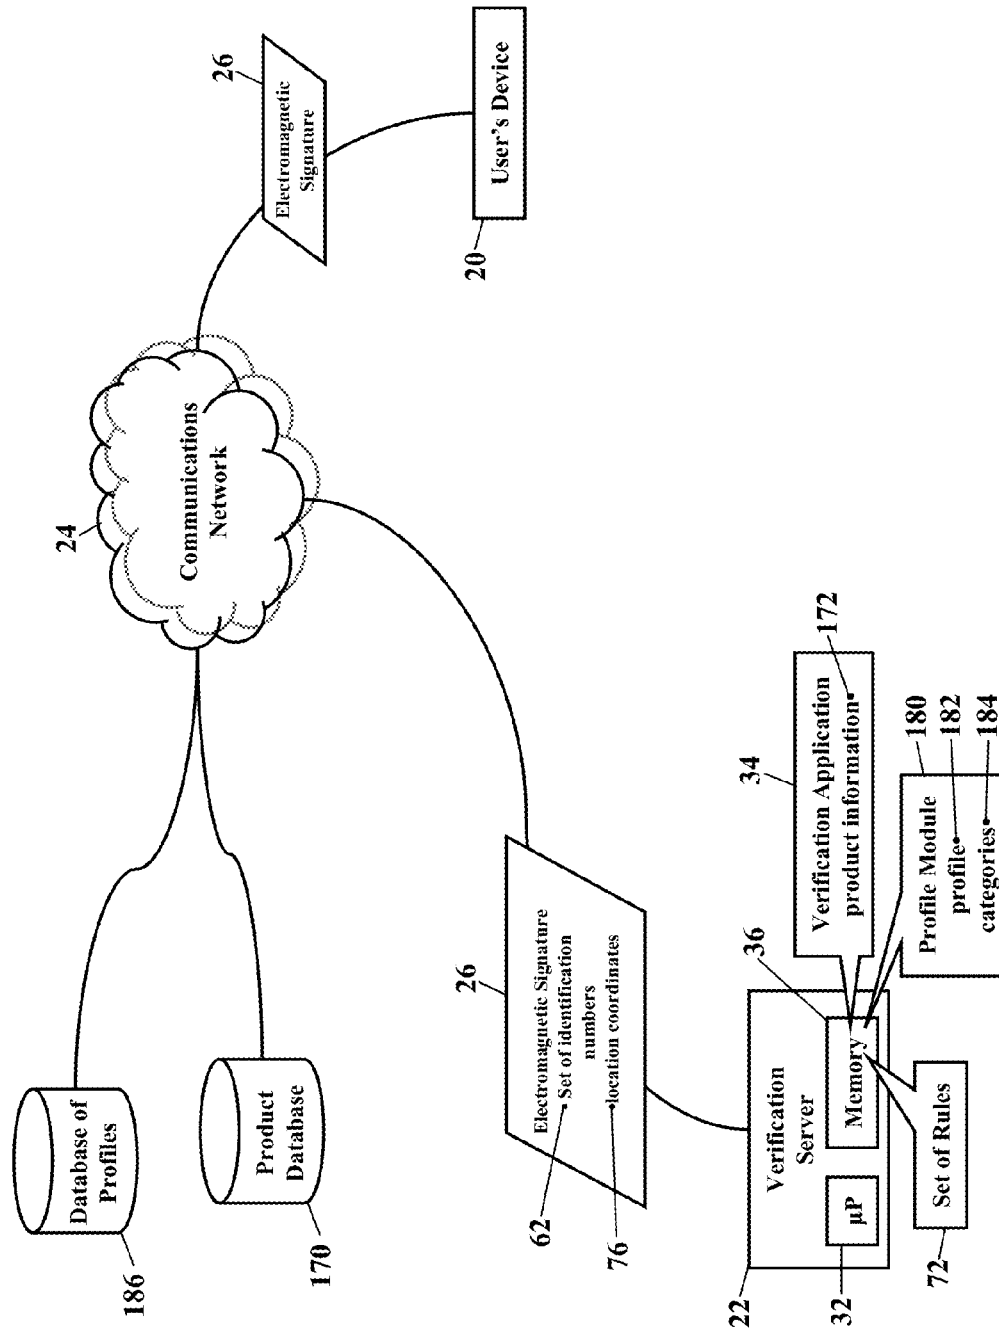 186
Database of
Profiles
170
Product
Database
24
Communications
Network
26
Electromagnetic
Signature
20
User's Device
26
Electromagnetic Signature
62
Set of identification
numbers
76
location coordinates
22
Verification
Server
32
µP
36
Memory
34
Verification Application
product information
172
72
Set of Rules
Profile Module
180
profile
182
categories
184